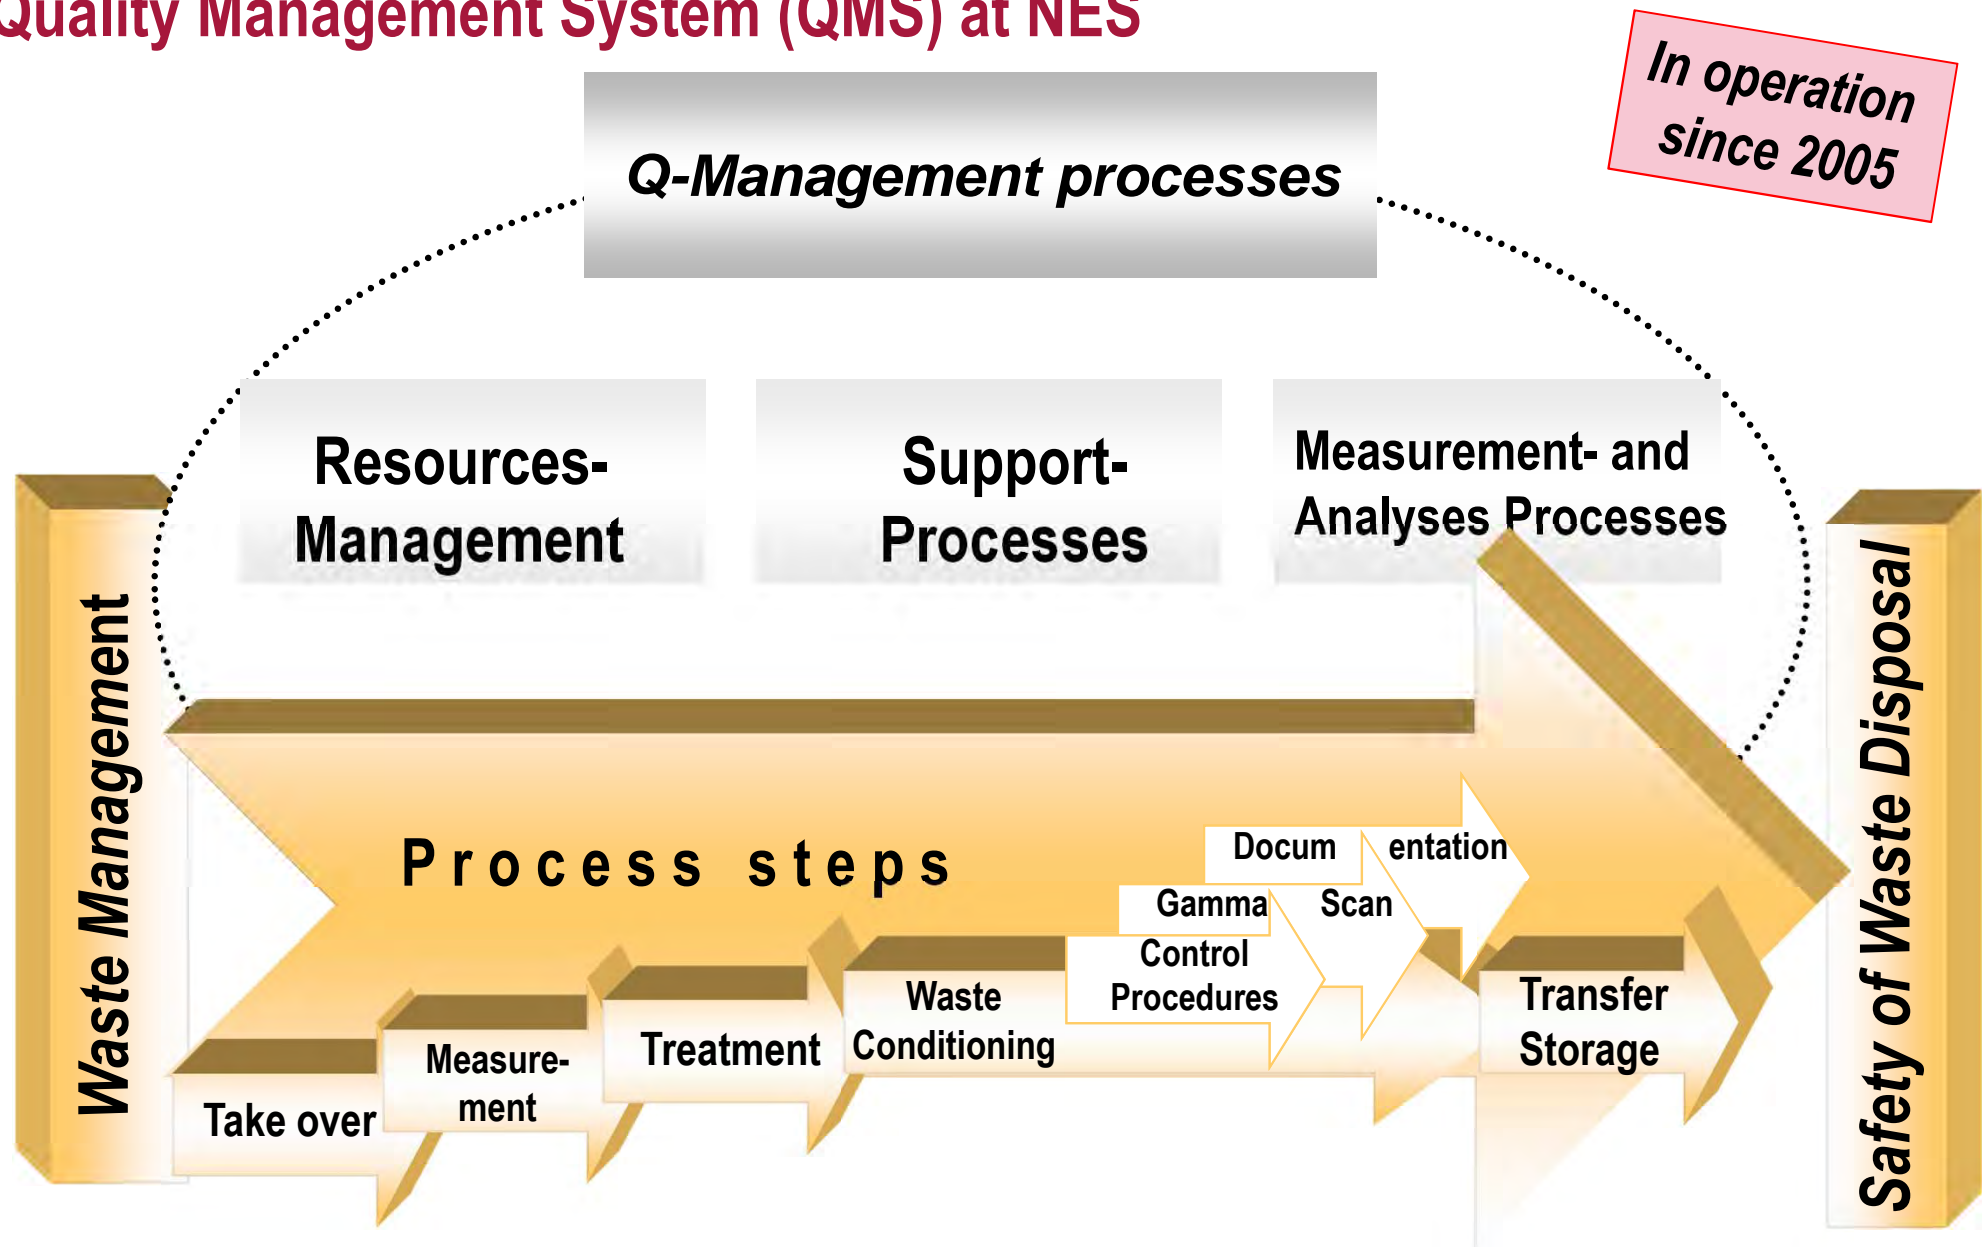 Quality Management System (QMS) at NES
In operation
since 2005
Q-Management processes
Resources-
Management
Support-
Processes
Measurement- and
Analyses Processes
Waste Management
Process steps
Documentation
Gamma Scan
Control
Procedures
Take over
Measure-
ment
Treatment
Waste
Conditioning
Transfer
Storage
Safety of Waste Disposal